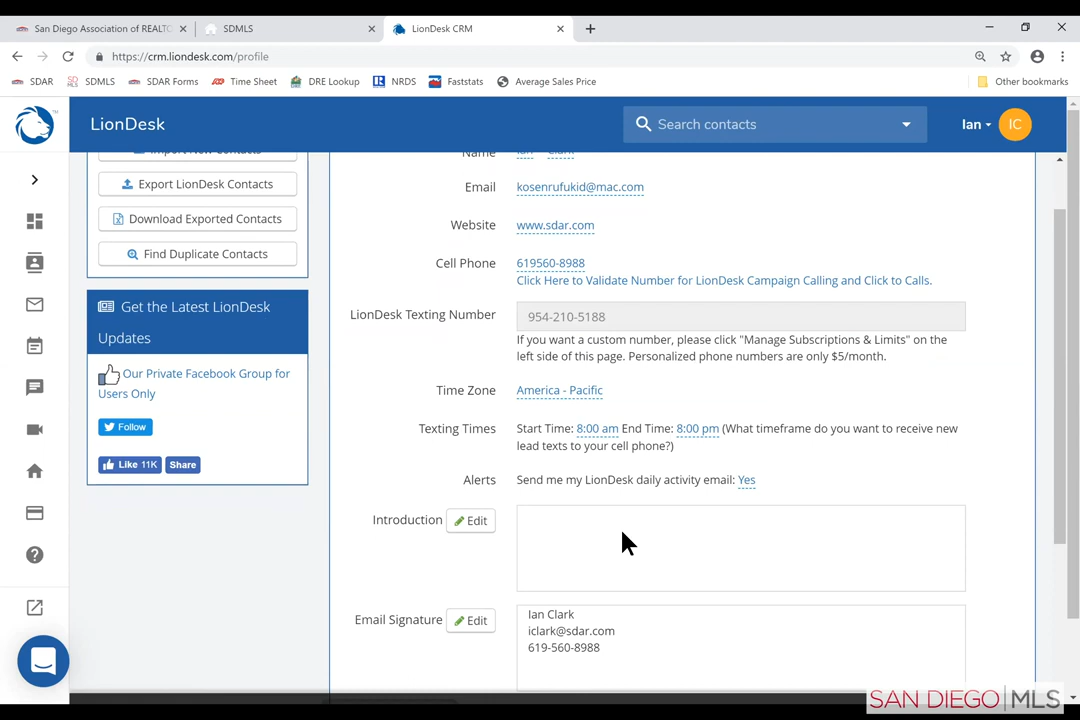 San Diego Association of REALTO
SDMLS
LionDesk CRM
https://crm.liondesk.com/profile
SDAR
SDMLS
SDAR Forms
Time Sheet
DRE Lookup
NRDS
Faststats
Average Sales Price
Other bookmarks
LionDesk
Search contacts
Ian
IC
Import New Contacts
Export LionDesk Contacts
Download Exported Contacts
Find Duplicate Contacts
Get the Latest LionDesk
Updates
Our Private Facebook Group for
Users Only
Follow
Like 11K
Share
Name Ian Clark
Email kosenrufukid@mac.com
Website www.sdar.com
Cell Phone 619560-8988
Click Here to Validate Number for LionDesk Campaign Calling and Click to Calls.
LionDesk Texting Number 954-210-5188
If you want a custom number, please click "Manage Subscriptions & Limits" on the
left side of this page. Personalized phone numbers are only $5/month.
Time Zone America - Pacific
Texting Times Start Time: 8:00 am End Time: 8:00 pm (What timeframe do you want to receive new
lead texts to your cell phone?)
Alerts Send me my LionDesk daily activity email: Yes
Introduction Edit
Email Signature Edit
Ian Clark
iclark@sdar.com
619-560-8988
SAN DIEGO MLS